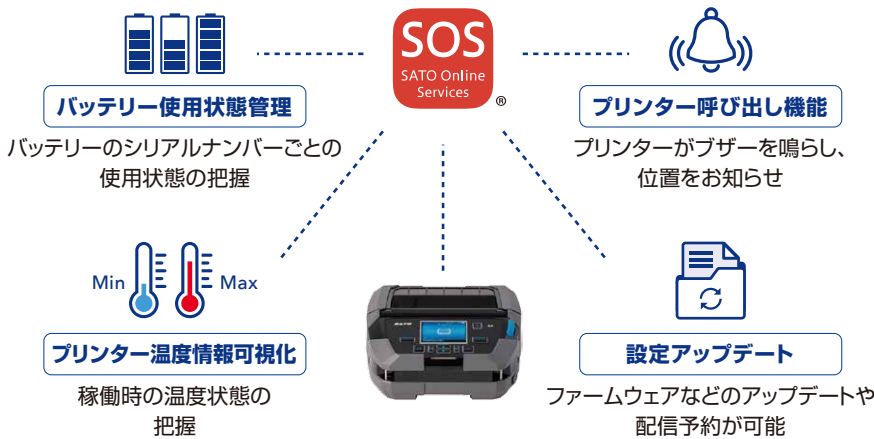 SOS
SATO Online
Services
®
バッテリー使用状態管理
バッテリーのシリアルナンバーごとの
使用状態の把握
プリンター呼び出し機能
プリンターがブザーを鳴らし、
位置をお知らせ
Min
Max
プリンター温度情報可視化
稼働時の温度状態の
把握
SATO
設定アップデート
ファームウェアなどのアップデートや
配信予約が可能